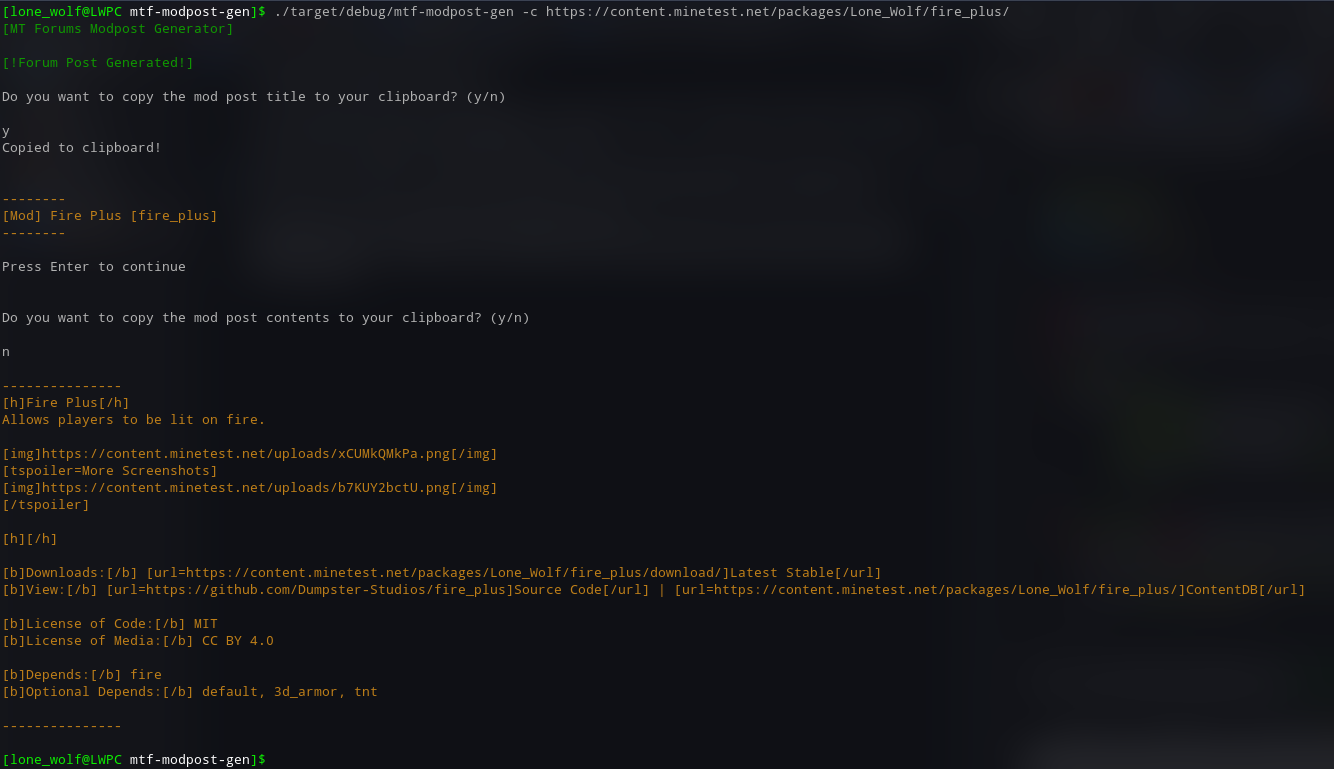 [lone_wolf@LWPC mtf-modpost-gen]$ ./target/debug/mtf-modpost-gen -c https://content.minetest.net/packages/Lone_Wolf/fire_plus/
[MT Forums Modpost Generator]
[!Forum Post Generated!]
Do you want to copy the mod post title to your clipboard? (y/n)
y
Copied to clipboard!
--------
[Mod] Fire Plus [fire_plus]
--------
Press Enter to continue
Do you want to copy the mod post contents to your clipboard? (y/n)
n
---------------
[h]Fire Plus[/h]
Allows players to be lit on fire.
[img]https://content.minetest.net/uploads/xCUMkQMkPa.png[/img]
[tspoiler=More Screenshots]
[img]https://content.minetest.net/uploads/b7KUY2bctU.png[/img]
[/tspoiler]
[h][/h]
[b]Downloads:[/b] [url=https://content.minetest.net/packages/Lone_Wolf/fire_plus/download/]Latest Stable[/url]
[b]View:[/b] [url=https://github.com/Dumpster-Studios/fire_plus]Source Code[/url] | [url=https://content.minetest.net/packages/Lone_Wolf/fire_plus/]ContentDB[/url]
[b]License of Code:[/b] MIT
[b]License of Media:[/b] CC BY 4.0
[b]Depends:[/b] fire
[b]Optional Depends:[/b] default, 3d_armor, tnt
---------------
[lone_wolf@LWPC mtf-modpost-gen]$